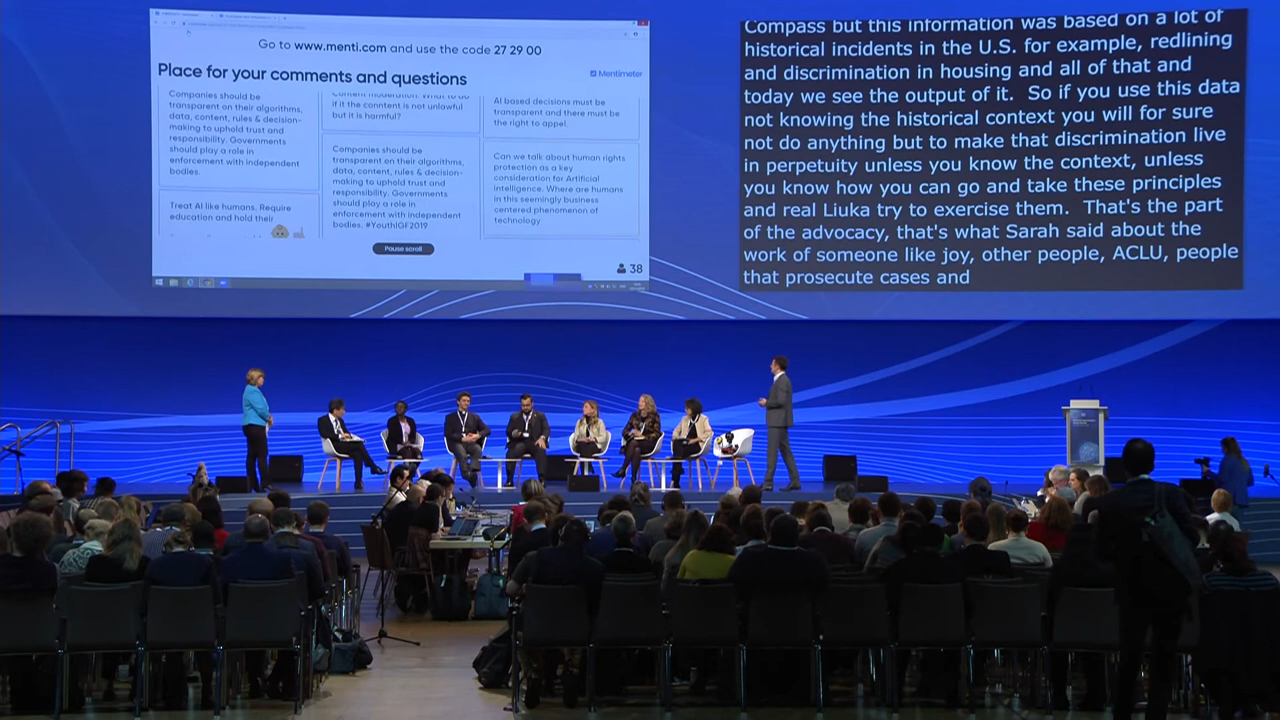 Go to www.menti.com and use the code 27 29 00
Place for your comments and questions
Mentimeter
Companies should be
transparent on their algorithms,
data, content, rules & decision-
making to uphold trust and
responsibility. Governments
should play a role in
enforcement with independent
bodies.
Treat AI like humans. Require
education and hold their
Content moderation. What to do
if it the conntent is not unlawful
but it is harmful?
Companies should be
transparent on their algorithms,
data, content, rules & decision-
making to uphold trust and
responsibility. Governments
should play a role in
enforcement with independent
bodies. #YouthIGF2019
AI based decisions must be
transparent and there must be
the right to appel.
Can we talk about human rights
protection as a key
consideration for Artificial
intelligence. Where are humans
in this seemingly business
centered phenomenon of
technology
Pause scroll
38
Compass but this information was based on a lot of
historical incidents in the U.S. for example, redlining
and discrimination in housing and all of that and
today we see the output of it.  So if you use this data
not knowing the historical context you will for sure
not do anything but to make that discrimination live
in perpetuity unless you know the context, unless
you know how you can go and take these principles
and real Liuka try to exercise them.  That's the part
of the advocacy, that's what Sarah said about the
work of someone like joy, other people, ACLU, people
that prosecute cases and